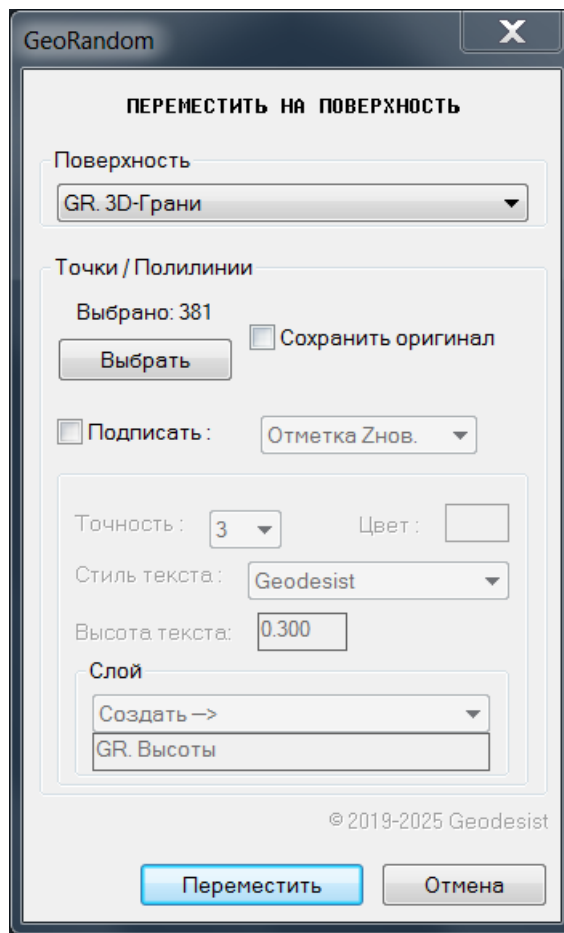 GeoRandom
X
ПЕРЕМЕСТИТЬ НА ПОВЕРХНОСТЬ
Поверхность
GR. 3D-Грани
Точки / Полилинии
Выбрано: 381
Сохранить оригинал
Выбрать
Подписать :
Отметка Zнов.
Точность :
3
Цвет :
Стиль текста :
Geodesist
Высота текста:
0.300
Слой
Создать -->
GR. Высоты
© 2019-2025 Geodesist
Переместить
Отмена